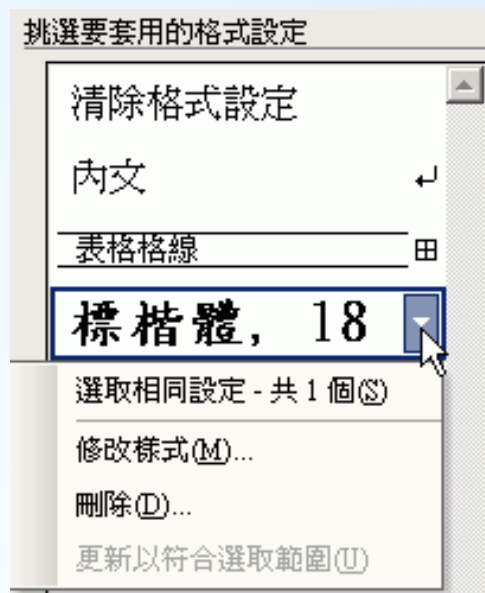 挑選要套用的格式設定
清除格式設定
內文
表格格線
標楷體, 18
選取相同設定 - 共 1 個(S)
修改樣式(M)...
刪除(D)...
更新以符合選取範圍(U)